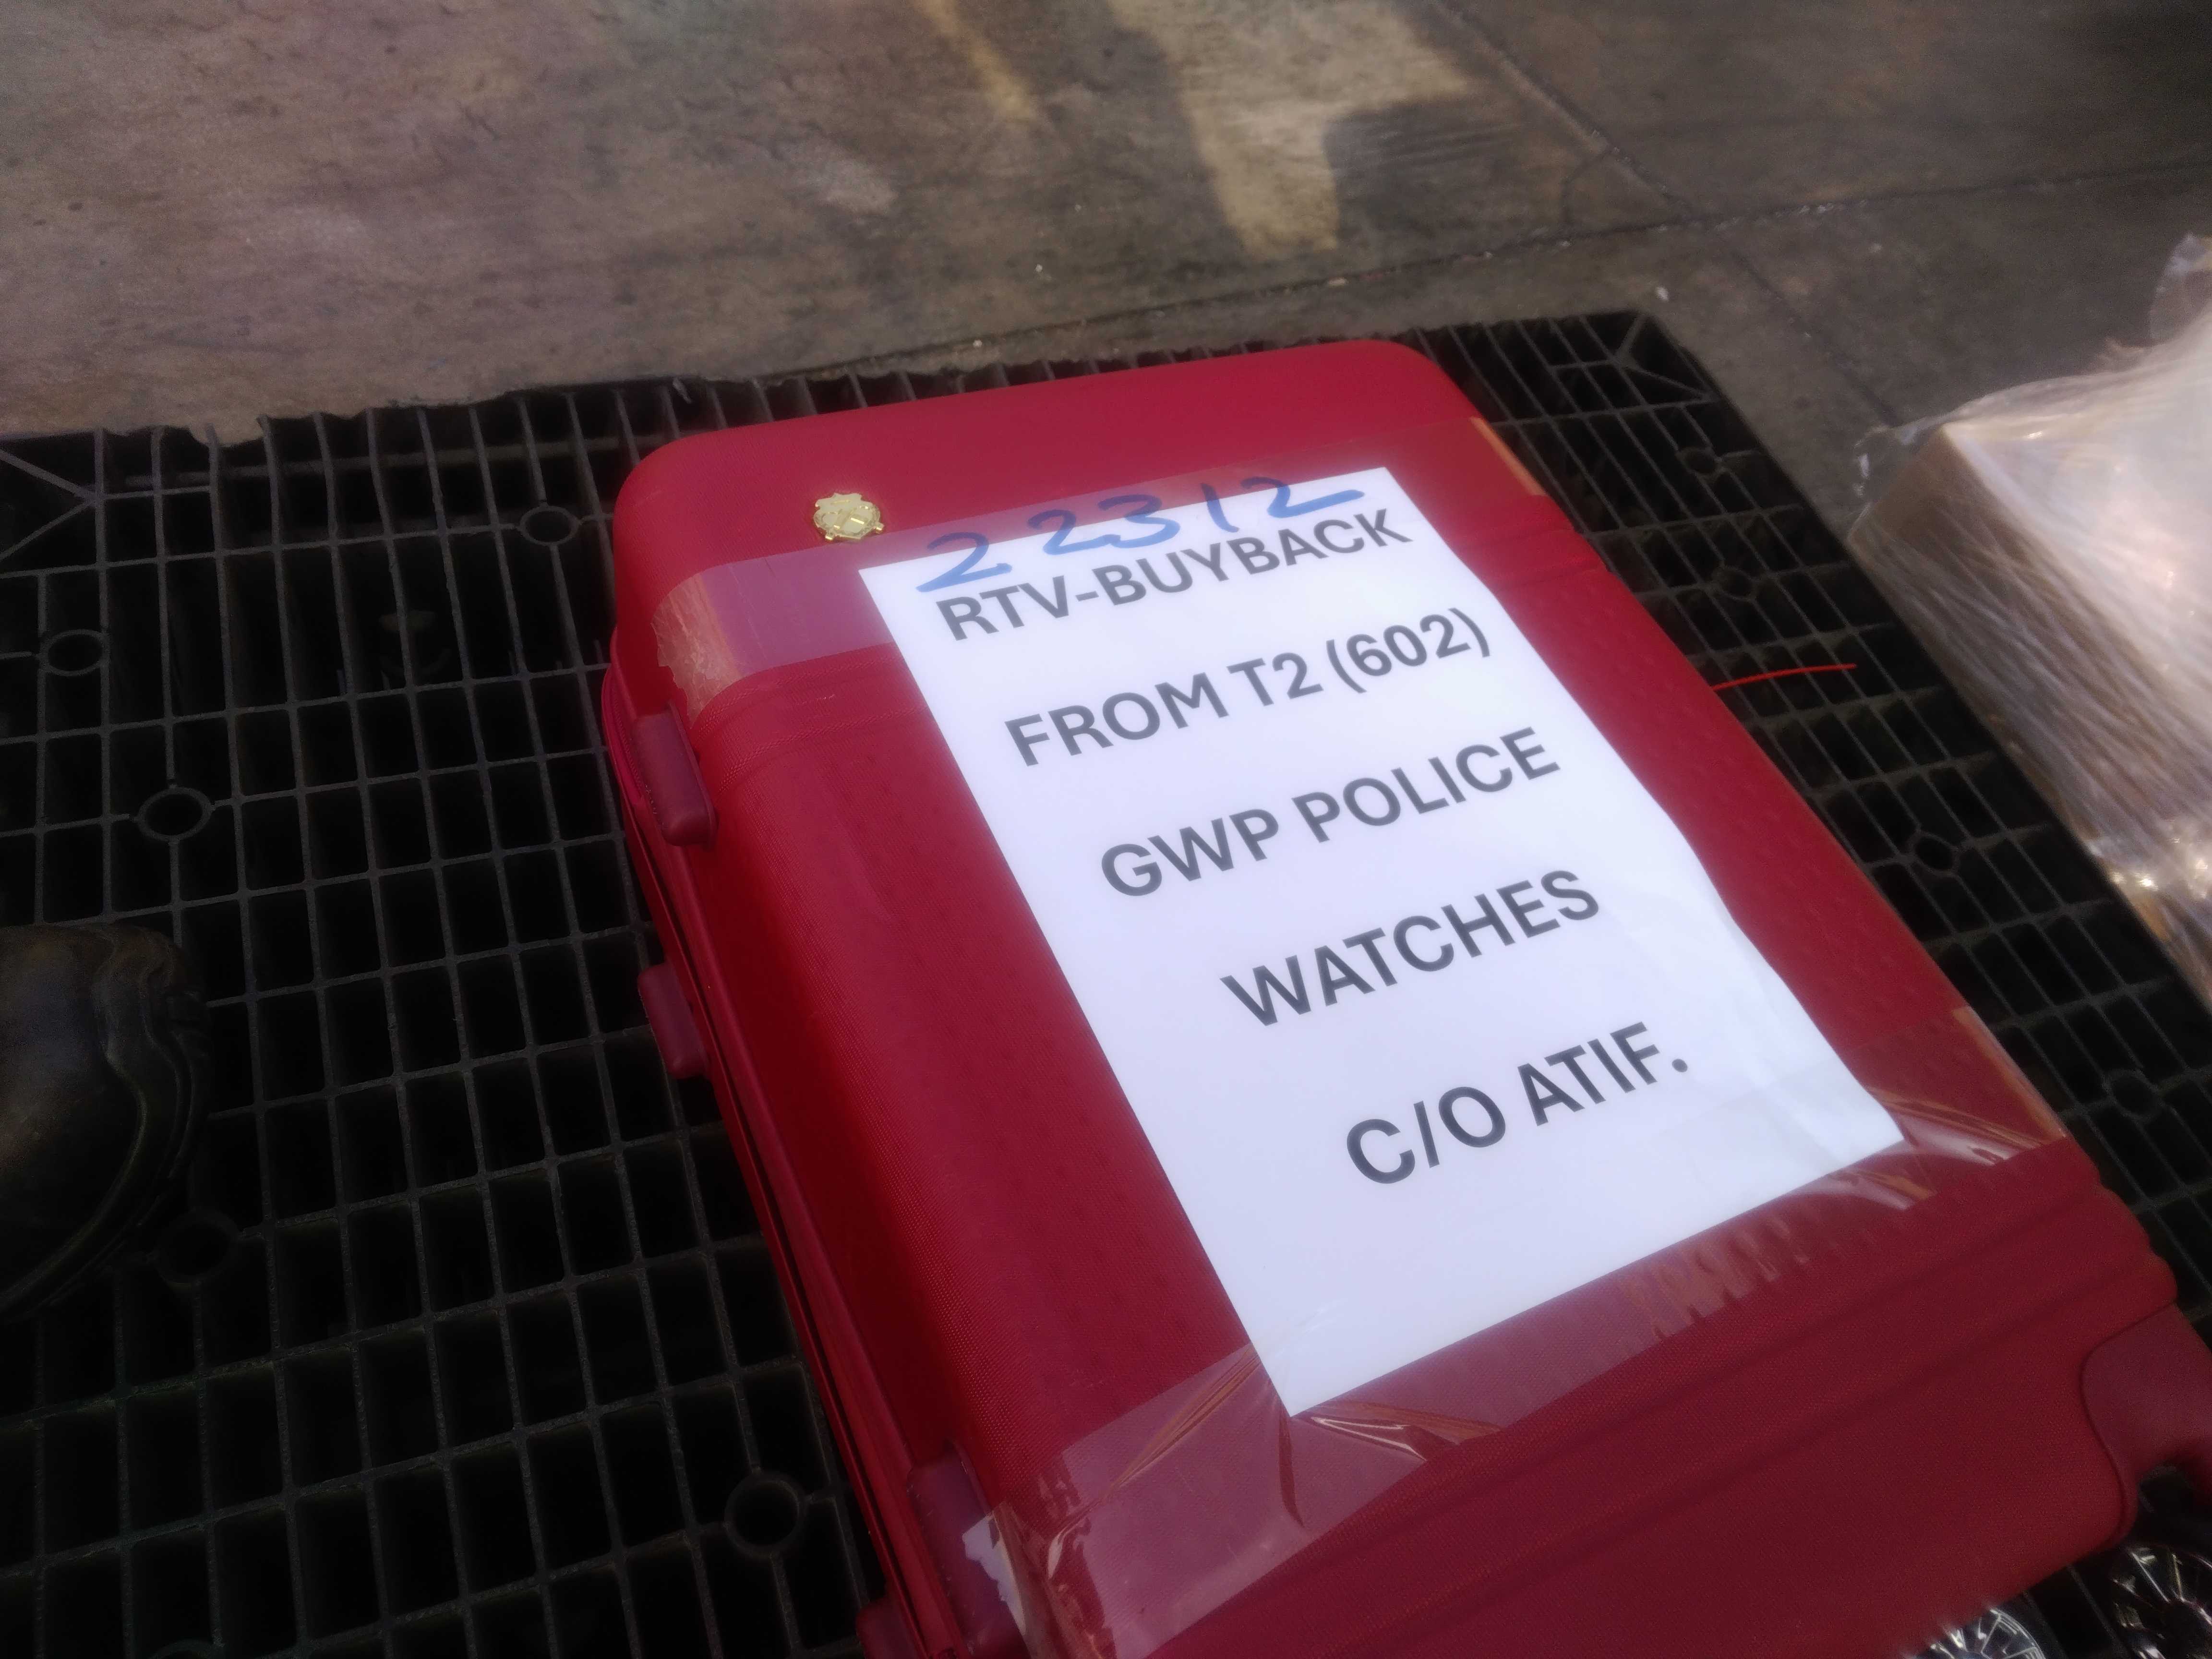 22312
RTV-BUYBACK
FROM T2 (602)
GWP POLICE
WATCHES
C/O ATIF.